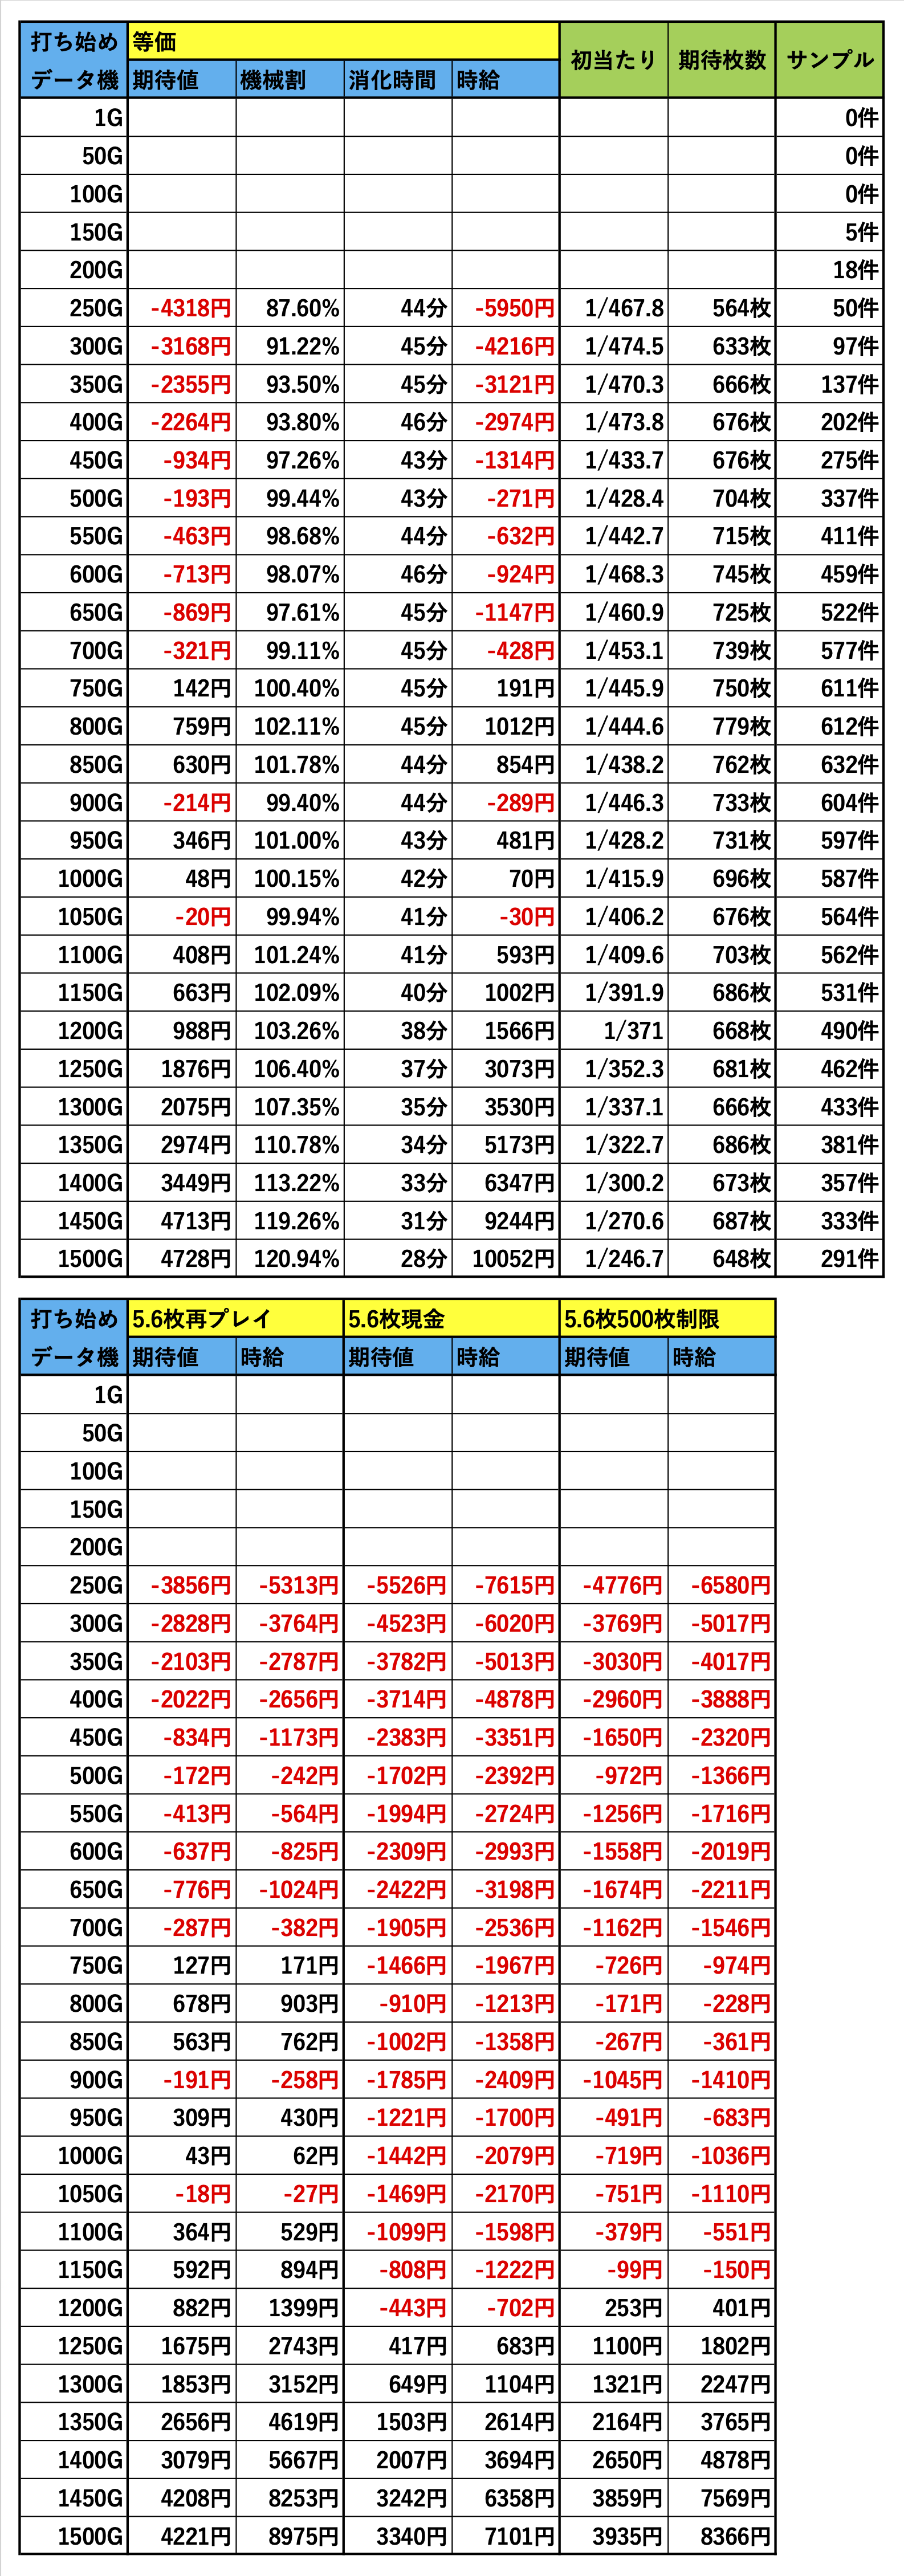 打ち始め 等価 初当たり 期待枚数 サンプル
データ機 期待値 機械割 消化時間 時給
1G 0件
50G 0件
100G 0件
150G 5件
200G 18件
250G -4318円 87.60% 44分 -5950円 1/467.8 564枚 50件
300G -3168円 91.22% 45分 -4216円 1/474.5 633枚 97件
350G -2355円 93.50% 45分 -3121円 1/470.3 666枚 137件
400G -2264円 93.80% 46分 -2974円 1/473.8 676枚 202件
450G -934円 97.26% 43分 -1314円 1/433.7 676枚 275件
500G -193円 99.44% 43分 -271円 1/428.4 704枚 337件
550G -463円 98.68% 44分 -632円 1/442.7 715枚 411件
600G -713円 98.07% 46分 -924円 1/468.3 745枚 459件
650G -869円 97.61% 45分 -1147円 1/460.9 725枚 522件
700G -321円 99.11% 45分 -428円 1/453.1 739枚 577件
750G 142円 100.40% 45分 191円 1/445.9 750枚 611件
800G 759円 102.11% 45分 1012円 1/444.6 779枚 612件
850G 630円 101.78% 44分 854円 1/438.2 762枚 632件
900G -214円 99.40% 44分 -289円 1/446.3 733枚 604件
950G 346円 101.00% 43分 481円 1/428.2 731枚 597件
1000G 48円 100.15% 42分 70円 1/415.9 696枚 587件
1050G -20円 99.94% 41分 -30円 1/406.2 676枚 564件
1100G 408円 101.24% 41分 593円 1/409.6 703枚 562件
1150G 663円 102.09% 40分 1002円 1/391.9 686枚 531件
1200G 988円 103.26% 38分 1566円 1/371 668枚 490件
1250G 1876円 106.40% 37分 3073円 1/352.3 681枚 462件
1300G 2075円 107.35% 35分 3530円 1/337.1 666枚 433件
1350G 2974円 110.78% 34分 5173円 1/322.7 686枚 381件
1400G 3449円 113.22% 33分 6347円 1/300.2 673枚 357件
1450G 4713円 119.26% 31分 9244円 1/270.6 687枚 333件
1500G 4728円 120.94% 28分 10052円 1/246.7 648枚 291件
打ち始め 5.6枚再プレイ 5.6枚現金 5.6枚500枚制限
データ機 期待値 時給 期待値 時給 期待値 時給
1G
50G
100G
150G
200G
250G -3856円 -5313円 -5526円 -7615円 -4776円 -6580円
300G -2828円 -3764円 -4523円 -6020円 -3769円 -5017円
350G -2103円 -2787円 -3782円 -5013円 -3030円 -4017円
400G -2022円 -2656円 -3714円 -4878円 -2960円 -3888円
450G -834円 -1173円 -2383円 -3351円 -1650円 -2320円
500G -172円 -242円 -1702円 -2392円 -972円 -1366円
550G -413円 -564円 -1994円 -2724円 -1256円 -1716円
600G -637円 -825円 -2309円 -2993円 -1558円 -2019円
650G -776円 -1024円 -2422円 -3198円 -1674円 -2211円
700G -287円 -382円 -1905円 -2536円 -1162円 -1546円
750G 127円 171円 -1466円 -1967円 -726円 -974円
800G 678円 903円 -910円 -1213円 -171円 -228円
850G 563円 762円 -1002円 -1358円 -267円 -361円
900G -191円 -258円 -1785円 -2409円 -1045円 -1410円
950G 309円 430円 -1221円 -1700円 -491円 -683円
1000G 43円 62円 -1442円 -2079円 -719円 -1036円
1050G -18円 -27円 -1469円 -2170円 -751円 -1110円
1100G 364円 529円 -1099円 -1598円 -379円 -551円
1150G 592円 894円 -808円 -1222円 -99円 -150円
1200G 882円 1399円 -443円 -702円 253円 401円
1250G 1675円 2743円 417円 683円 1100円 1802円
1300G 1853円 3152円 649円 1104円 1321円 2247円
1350G 2656円 4619円 1503円 2614円 2164円 3765円
1400G 3079円 5667円 2007円 3694円 2650円 4878円
1450G 4208円 8253円 3242円 6358円 3859円 7569円
1500G 4221円 8975円 3340円 7101円 3935円 8366円